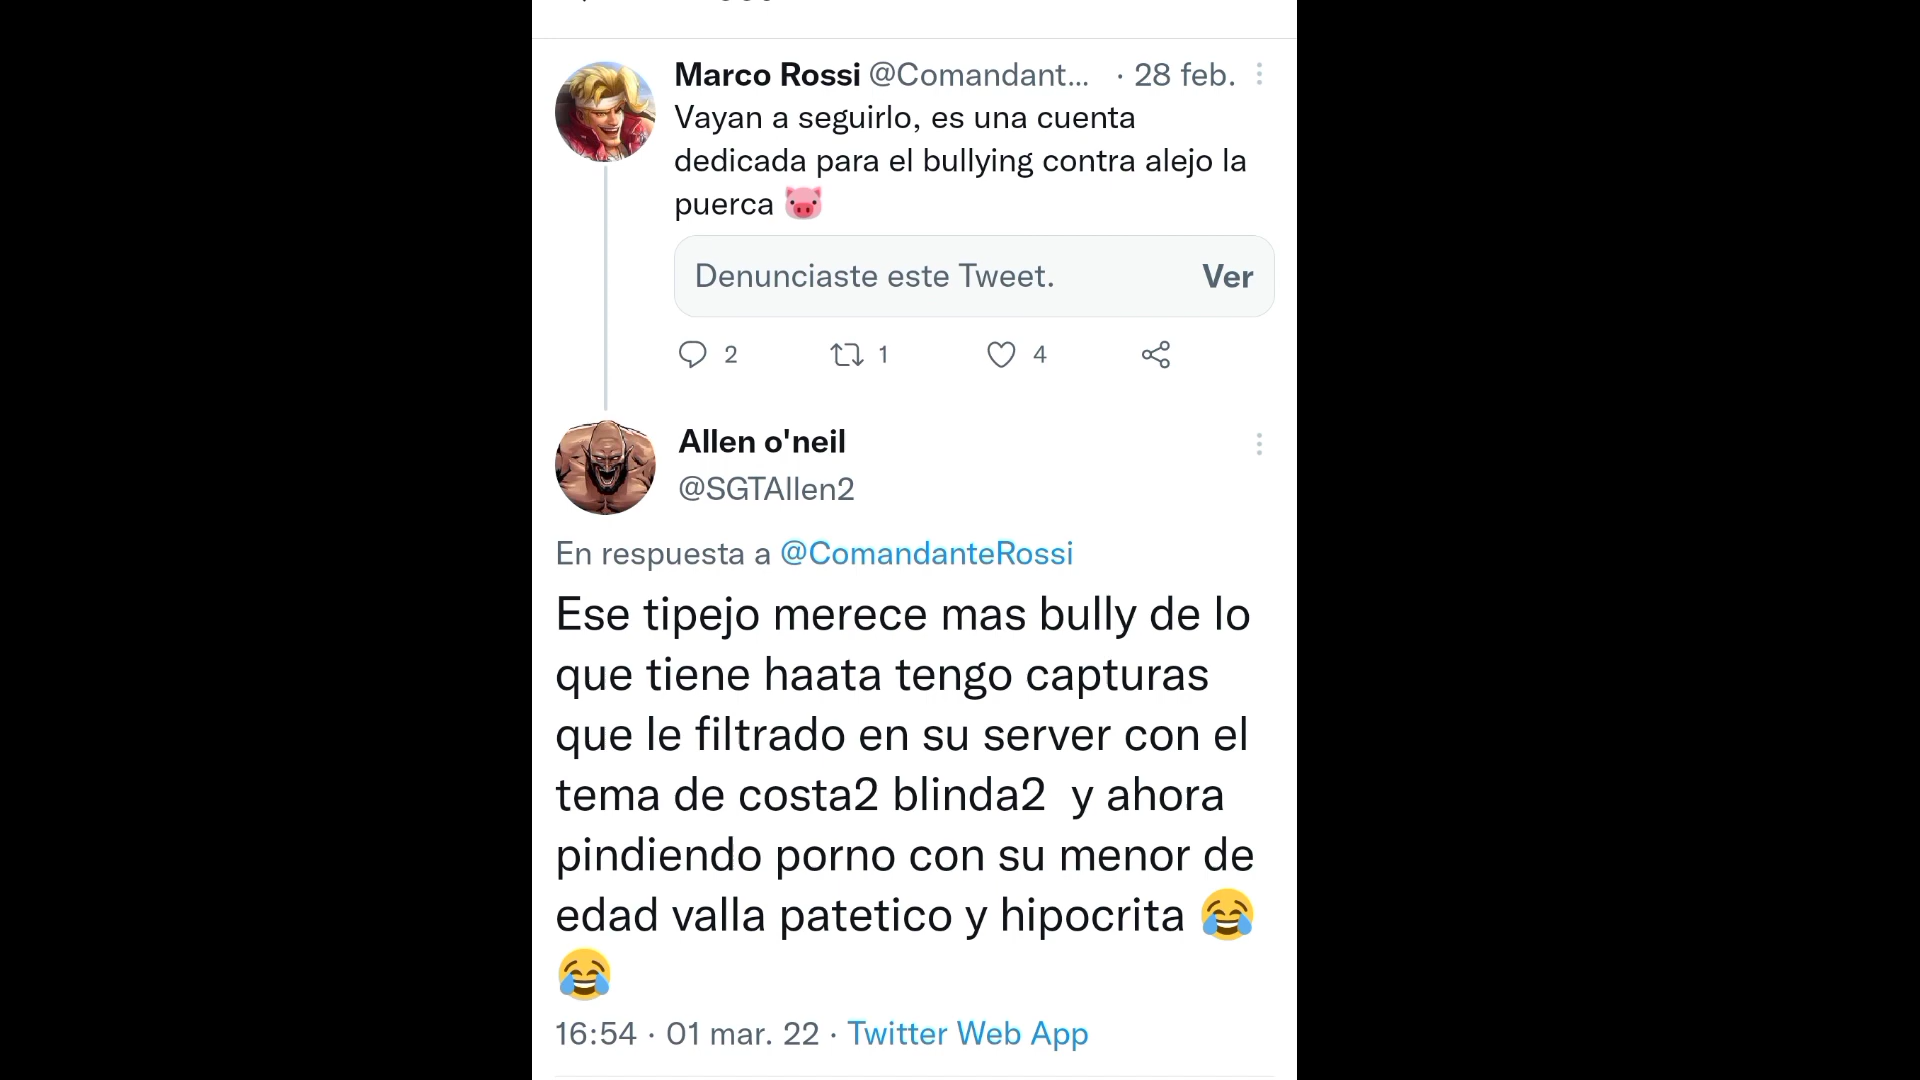 Marco Rossi @Comandant... · 28 feb.
Vayan a seguirlo, es una cuenta
dedicada para el bullying contra alejo la
puerca 🐷
Denunciaste este Tweet. Ver
2 1 4
Allen o'neil
@SGTAllen2
En respuesta a @ComandanteRossi
Ese tipejo merece mas bully de lo
que tiene haata tengo capturas
que le filtrado en su server con el
tema de costa2 blinda2 y ahora
pindiendo porno con su menor de
edad valla patetico y hipocrita 😂
😂
16:54 · 01 mar. 22 · Twitter Web App